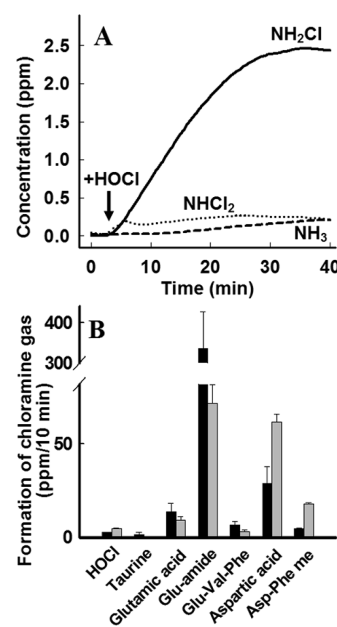 A
NH₂Cl
2.5
2.0
1.5
1.0
0.5
0.0
Concentration (ppm)
+HOCl
NHCl₂
NH₃
0 10 20 30 40
Time (min)
B
400
300
50
0
Formation of chloramine gas
(ppm/10 min)
HOCl
Taurine
Glutamic acid
Glu-amide
Glu-Val-Phe
Aspartic acid
Asp-Phe me